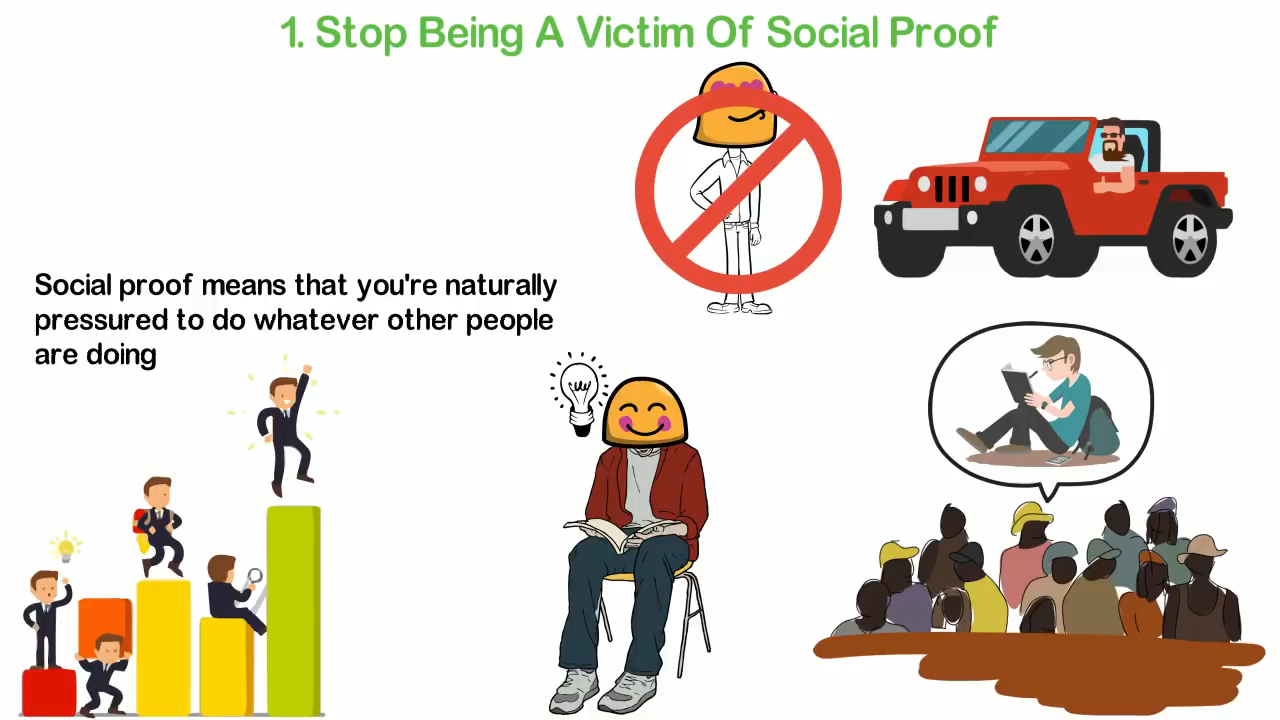 1. Stop Being A Victim Of Social Proof
Social proof means that you're naturally
pressured to do whatever other people
are doing